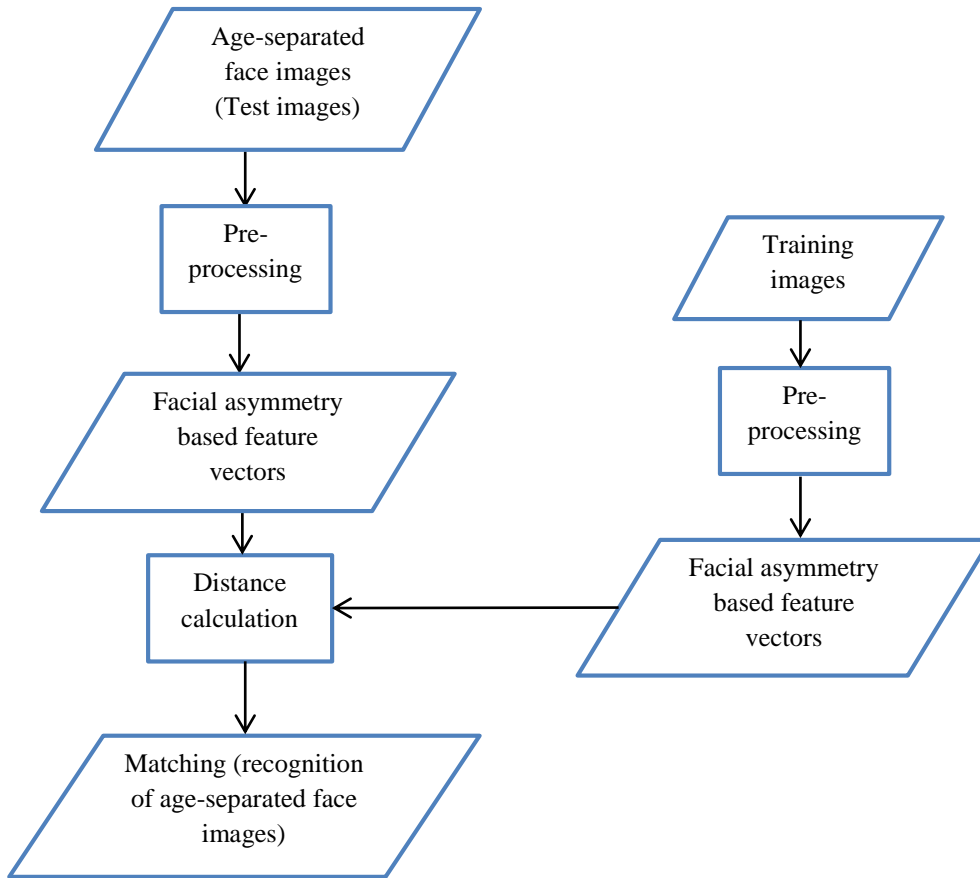 Age-separated
face images
(Test images)
Pre-
processing
Facial asymmetry
based feature
vectors
Distance
calculation
Matching (recognition
of age-separated face
images)
Training
images
Pre-
processing
Facial asymmetry
based feature
vectors